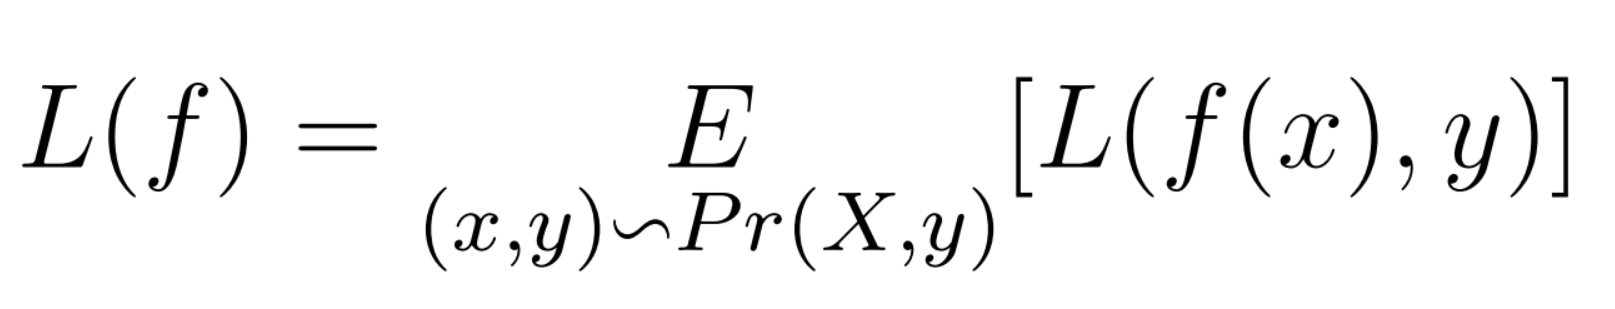 L(f) = E [L(f(x), y)]
(x,y)∽Pr(X,y)